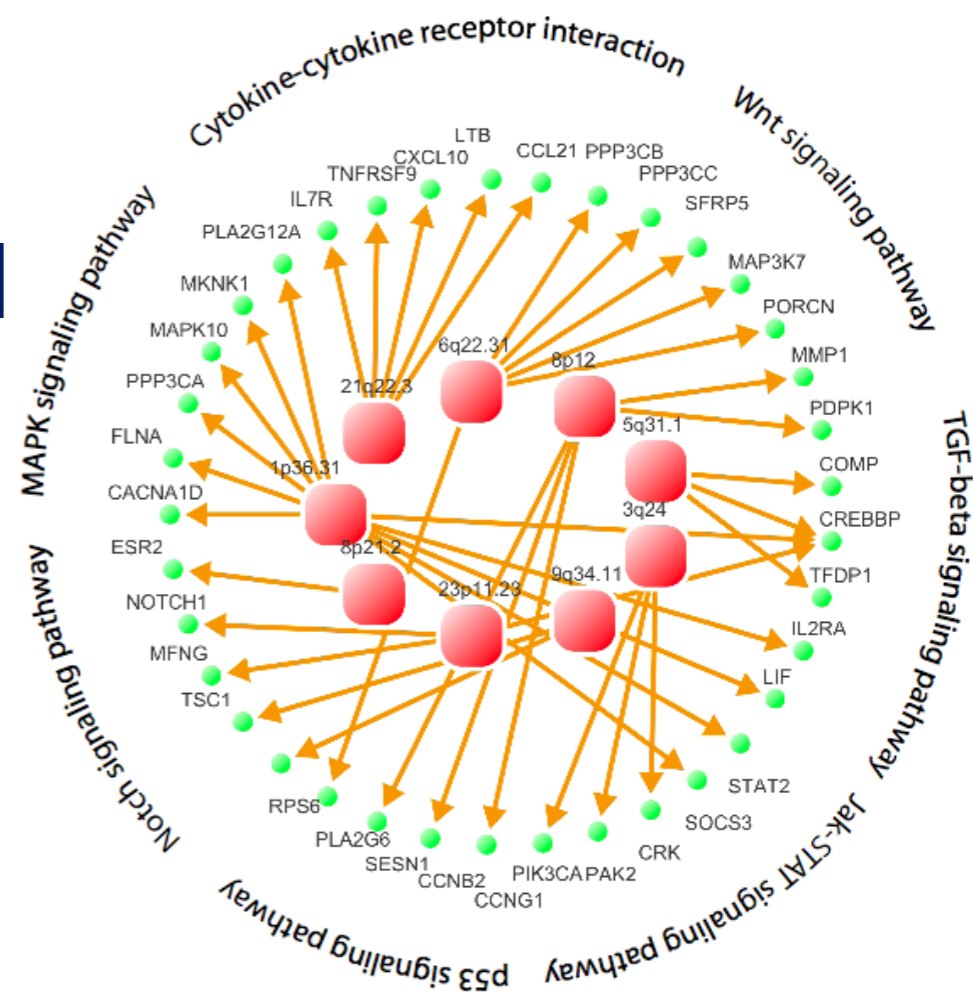 Cytokine-cytokine receptor interaction
Wnt signaling pathway
TGF-beta signaling pathway
Jak-STAT signaling pathway
p53 signaling pathway
Notch signaling pathway
MAPK signaling pathway
LTB
CCL21
PPP3CB
PPP3CC
SFRP5
MAP3K7
PORCN
MMP1
PDPK1
COMP
CREBBP
TFDP1
IL2RA
LIF
STAT2
SOCS3
CRK
PAK2
PIK3CA
CCNG1
CCNB2
SESN1
PLA2G6
RPS6
TSC1
MFNG
NOTCH1
ESR2
CACNA1D
FLNA
PPP3CA
MAPK10
MKNK1
PLA2G12A
IL7R
TNFRSF9
CXCL10
6q22.31
8p12
21q22.3
5q31.1
1p36.31
3q24
8p21.2
9q34.11
23p11.23